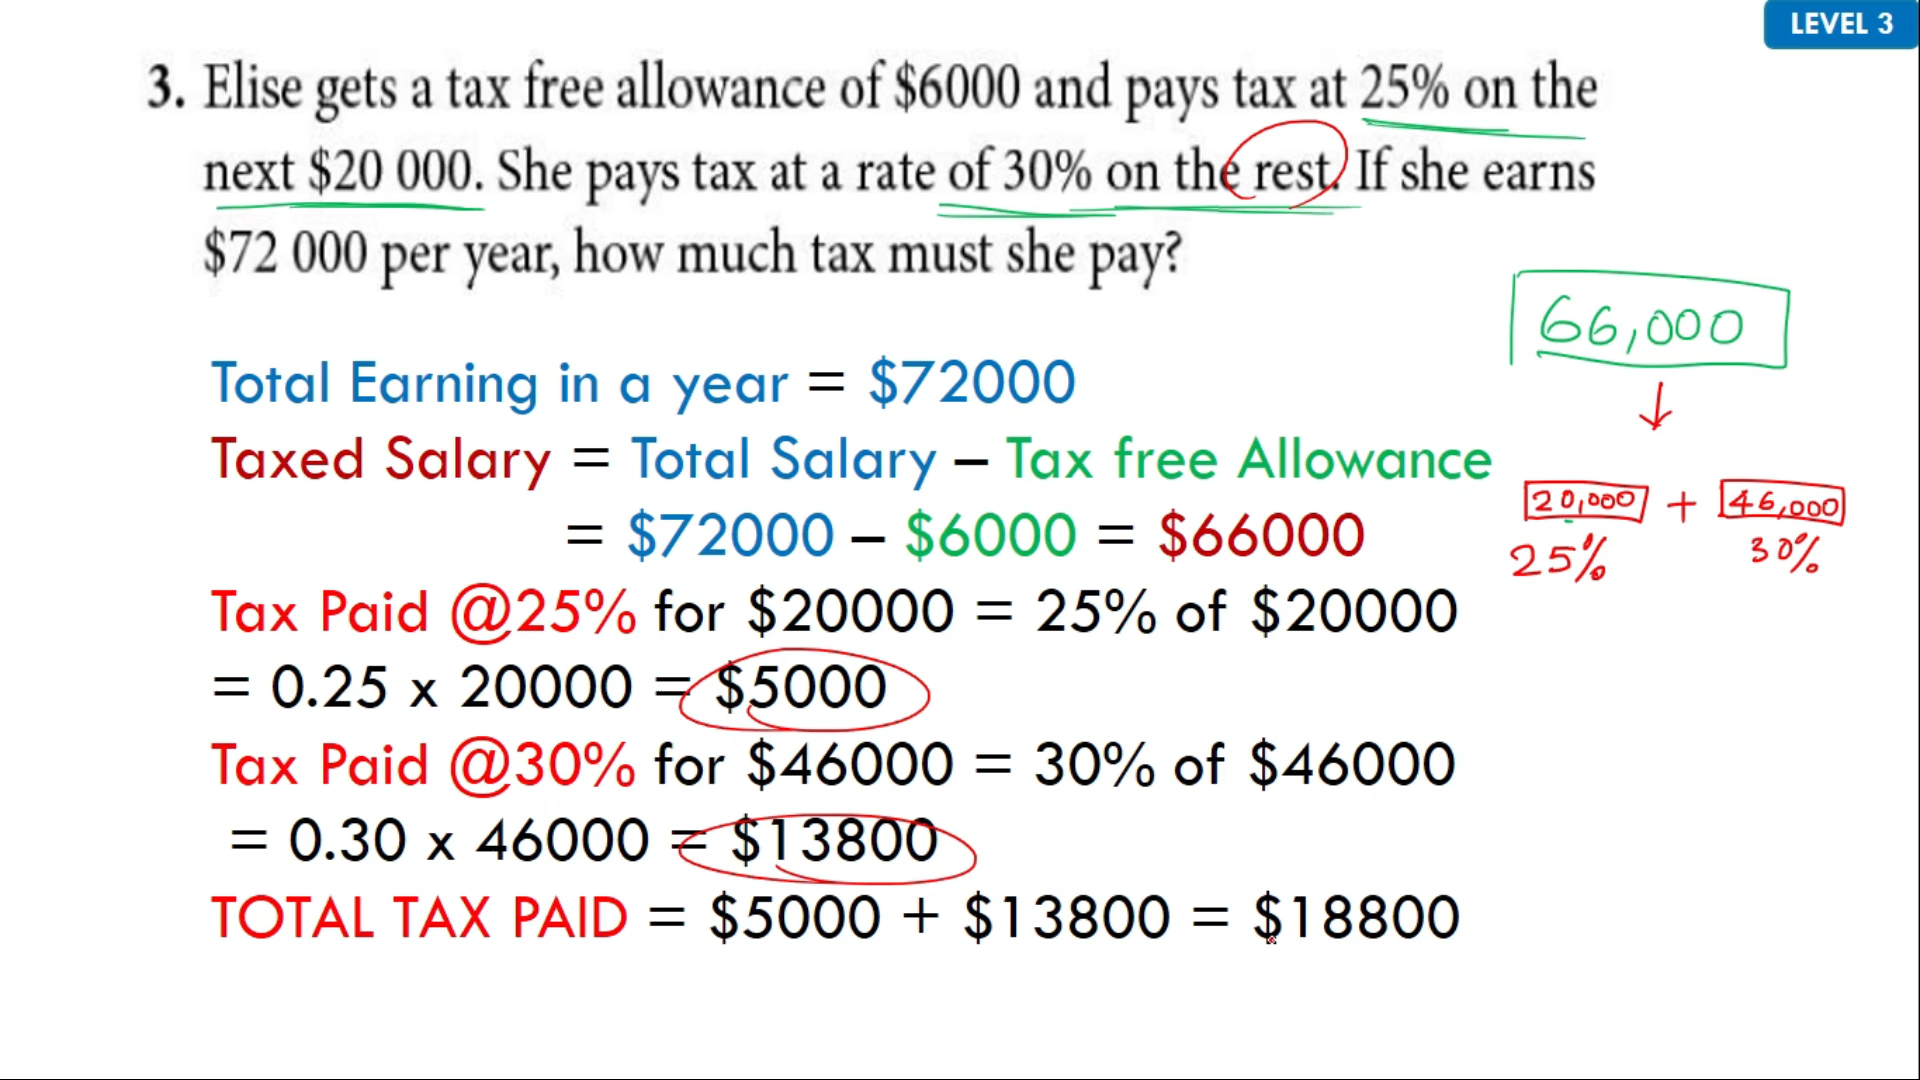 LEVEL 3
3. Elise gets a tax free allowance of $6000 and pays tax at 25% on the
next $20 000. She pays tax at a rate of 30% on the rest. If she earns
$72 000 per year, how much tax must she pay?
66,000
Total Earning in a year = $72000
Taxed Salary = Total Salary – Tax free Allowance
20,000 + 46,000
= $72000 – $6000 = $66000
25% 30%
Tax Paid @25% for $20000 = 25% of $20000
= 0.25 x 20000 = $5000
Tax Paid @30% for $46000 = 30% of $46000
= 0.30 x 46000 = $13800
TOTAL TAX PAID = $5000 + $13800 = $18800